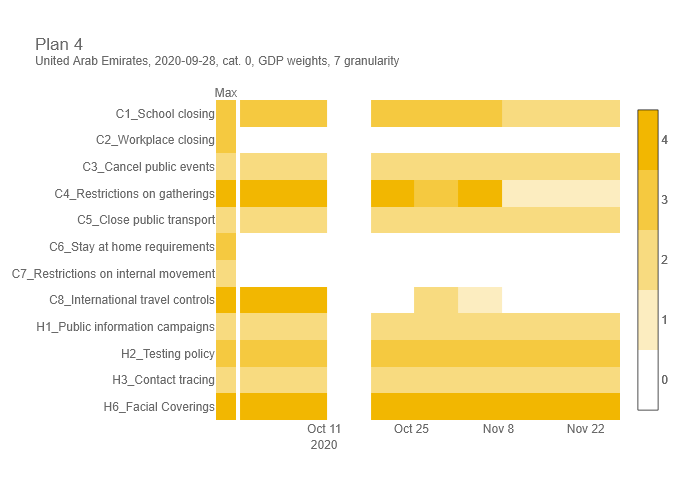 Plan 4
United Arab Emirates, 2020-09-28, cat. 0, GDP weights, 7 granularity
Max
C1_School closing
C2_Workplace closing
C3_Cancel public events
C4_Restrictions on gatherings
C5_Close public transport
C6_Stay at home requirements
C7_Restrictions on internal movement
C8_International travel controls
H1_Public information campaigns
H2_Testing policy
H3_Contact tracing
H6_Facial Coverings
Oct 11
2020
Oct 25
Nov 8
Nov 22
4
3
2
1
0